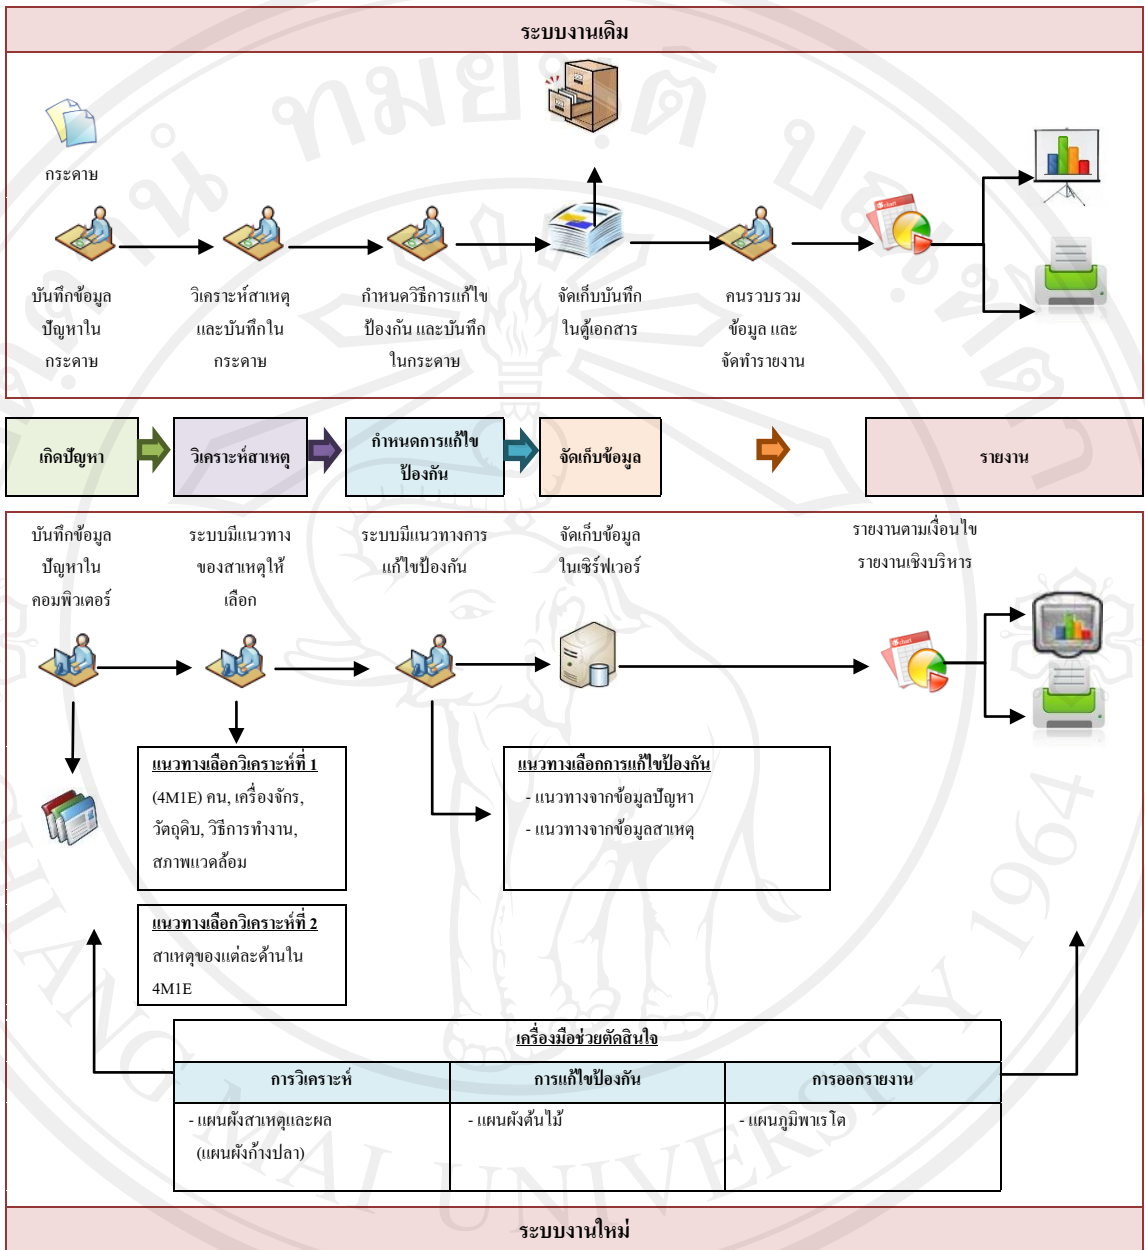 ระบบงานเดิม
กระดาษ
บันทึกข้อมูล
ปัญหาใน
กระดาษ
วิเคราะห์สาเหตุ
และบันทึกใน
กระดาษ
กำหนดวิธีการแก้ไข
ป้องกัน และบันทึก
ในกระดาษ
จัดเก็บบันทึก
ในตู้เอกสาร
คนรวบรวม
ข้อมูล และ
จัดทำรายงาน
เกิดปัญหา
วิเคราะห์สาเหตุ
กำหนดการแก้ไข
ป้องกัน
จัดเก็บข้อมูล
รายงาน
บันทึกข้อมูล
ปัญหาใน
คอมพิวเตอร์
ระบบมีแนวทาง
ของสาเหตุให้
เลือก
ระบบมีแนวทางการ
แก้ไขป้องกัน
จัดเก็บข้อมูล
ในเซิร์ฟเวอร์
รายงานตามเงื่อนไข
รายงานเชิงบริหาร
แนวทางเลือกวิเคราะห์ที่ 1
(4M1E) คน, เครื่องจักร,
วัตถุดิบ, วิธีการทำงาน,
สภาพแวดล้อม
แนวทางเลือกวิเคราะห์ที่ 2
สาเหตุของแต่ละด้านใน
4M1E
แนวทางเลือกการแก้ไขป้องกัน
- แนวทางจากข้อมูลปัญหา
- แนวทางจากข้อมูลสาเหตุ
เครื่องมือช่วยตัดสินใจ
การวิเคราะห์
การแก้ไขป้องกัน
การออกรายงาน
- แผนผังสาเหตุและผล
(แผนผังก้างปลา)
- แผนผังต้นไม้
- แผนภูมิพาเรโต
ระบบงานใหม่
CHIANG MAI UNIVERSITY 1964